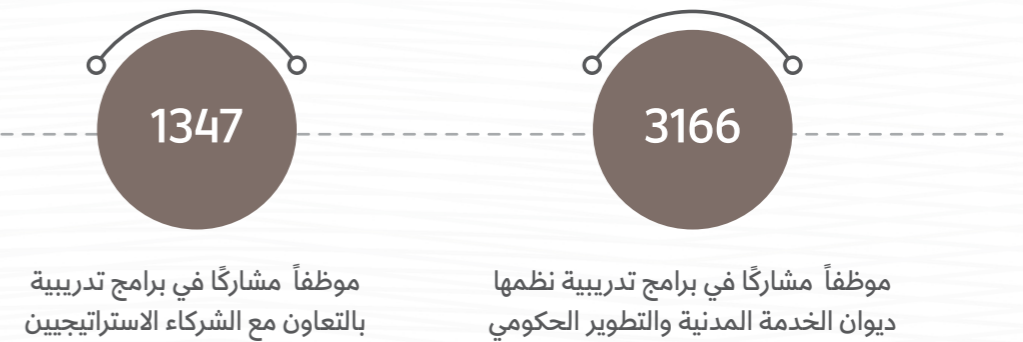 3166
موظفاً مشاركًا في برامج تدريبية نظمها
ديوان الخدمة المدنية والتطوير الحكومي
1347
موظفاً مشاركًا في برامج تدريبية
بالتعاون مع الشركاء الاستراتيجيين